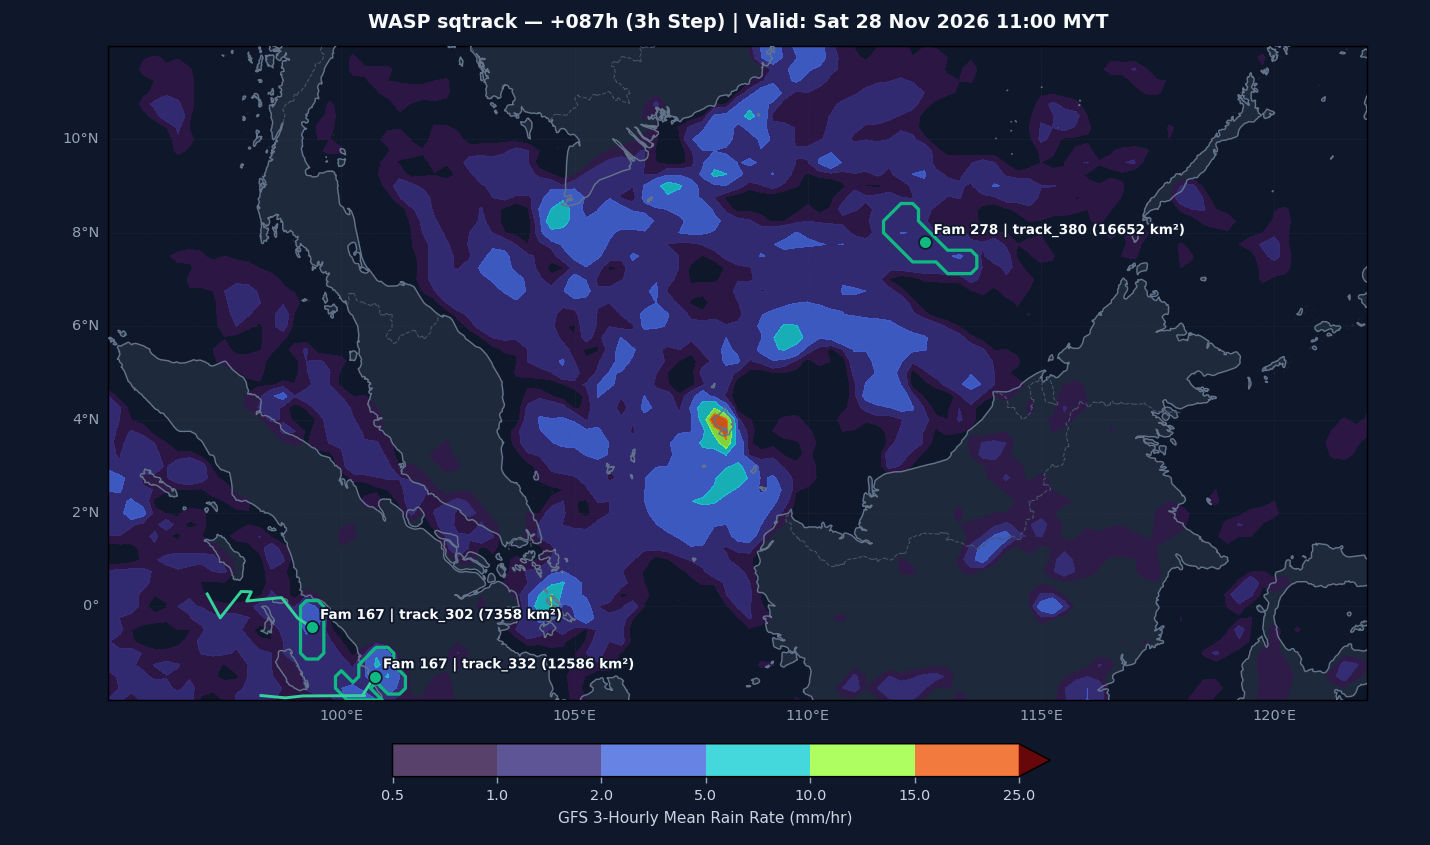 WASP sqtrack — +087h (3h Step) | Valid: Sat 28 Nov 2026 11:00 MYT
10°N
8°N
Fam 278 | track_380 (16652 km²)
6°N
4°N
2°N
0°
Fam 167 | track_302 (7358 km²)
Fam 167 | track_332 (12586 km²)
100°E
105°E
110°E
115°E
120°E
0.5
1.0
2.0
5.0
10.0
15.0
25.0
GFS 3-Hourly Mean Rain Rate (mm/hr)